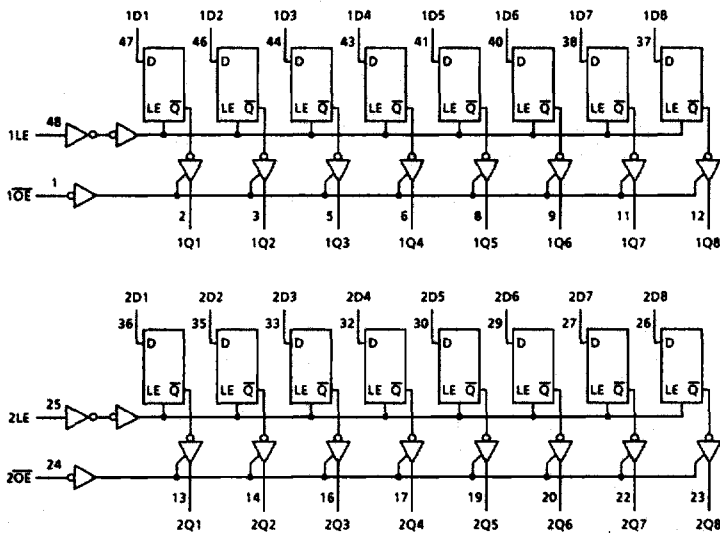 1D1 1D2 1D3 1D4 1D5 1D6 1D7 1D8
47 46 44 43 41 40 38 37
D D D D D D D D
LE Q̅ LE Q̅ LE Q̅ LE Q̅ LE Q̅ LE Q̅ LE Q̅ LE Q̅
1LE 48
1O̅E̅ 1
2 3 5 6 8 9 11 12
1Q1 1Q2 1Q3 1Q4 1Q5 1Q6 1Q7 1Q8
2D1 2D2 2D3 2D4 2D5 2D6 2D7 2D8
36 35 33 32 30 29 27 26
D D D D D D D D
LE Q̅ LE Q̅ LE Q̅ LE Q̅ LE Q̅ LE Q̅ LE Q̅ LE Q̅
2LE 25
2O̅E̅ 24
13 14 16 17 19 20 22 23
2Q1 2Q2 2Q3 2Q4 2Q5 2Q6 2Q7 2Q8